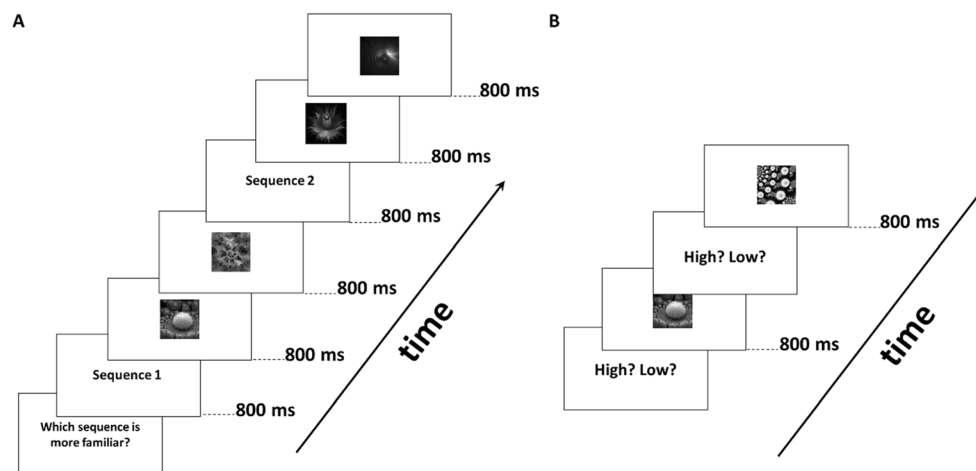 A
800 ms
800 ms
Sequence 2
800 ms
800 ms
800 ms
Sequence 1
800 ms
Which sequence is
more familiar?
time
B
800 ms
High? Low?
800 ms
High? Low?
time